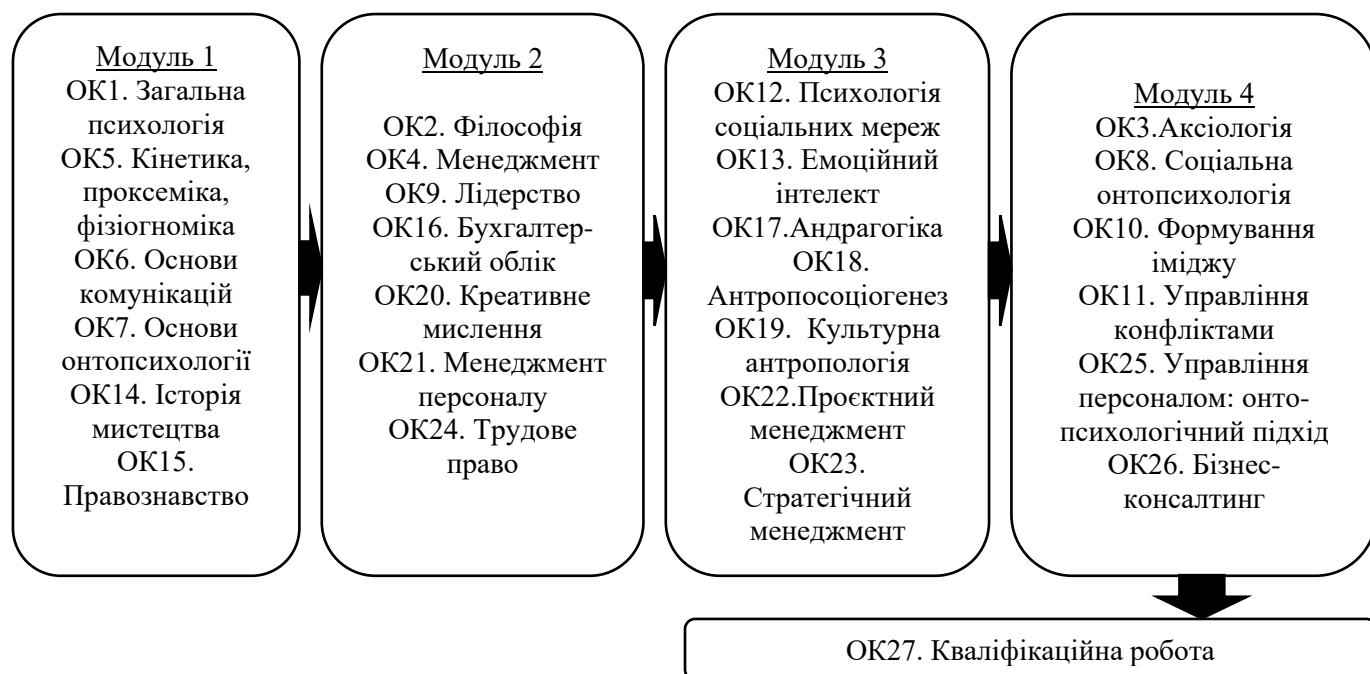 Модуль 1
ОК1. Загальна
психологія
ОК5. Кінетика,
проксеміка,
фізіогноміка
ОК6. Основи
комунікацій
ОК7. Основи
онтопсихології
ОК14. Історія
мистецтва
ОК15.
Правознавство
Модуль 2
ОК2. Філософія
ОК4. Менеджмент
ОК9. Лідерство
ОК16. Бухгалтер-
ський облік
ОК20. Креативне
мислення
ОК21. Менеджмент
персоналу
ОК24. Трудове
право
Модуль 3
ОК12. Психологія
соціальних мереж
ОК13. Емоційний
інтелект
ОК17.Андрагогіка
ОК18.
Антропосоціогенез
ОК19. Культурна
антропологія
ОК22.Проєктний
менеджмент
ОК23.
Стратегічний
менеджмент
Модуль 4
ОК3.Аксіологія
ОК8. Соціальна
онтопсихологія
ОК10. Формування
іміджу
ОК11. Управління
конфліктами
ОК25. Управління
персоналом: онто-
психологічний підхід
ОК26. Бізнес-
консалтинг
ОК27. Кваліфікаційна робота